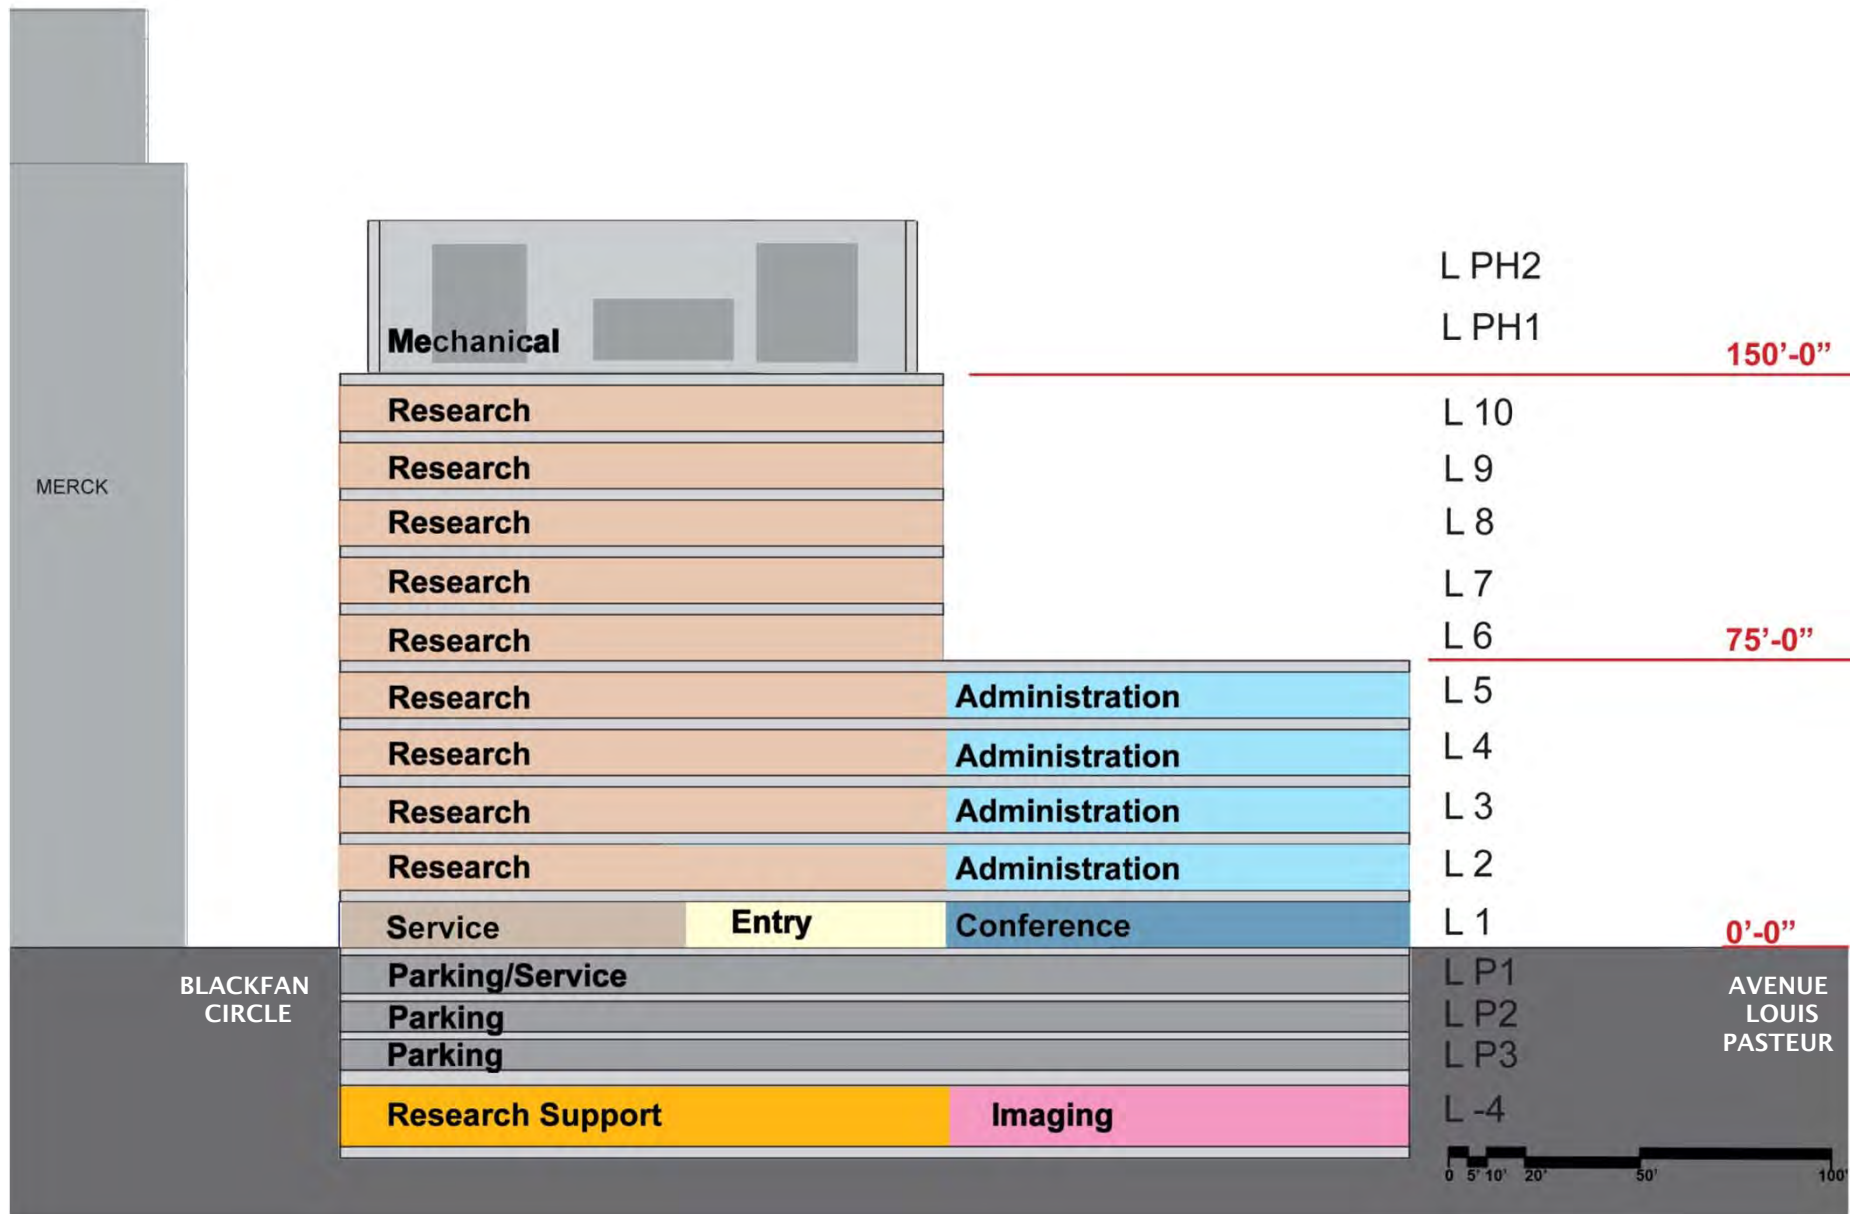 L PH2
Mechanical
L PH1
150’-0”
Research
L 10
MERCK
Research
L 9
Research
L 8
Research
L 7
Research
L 6
75’-0”
Research
Administration
L 5
Research
Administration
L 4
Research
Administration
L 3
Research
Administration
L 2
Service
Entry
Conference
L 1
0’-0”
BLACKFAN
CIRCLE
Parking/Service
L P1
AVENUE
LOUIS
PASTEUR
Parking
L P2
Parking
L P3
Research Support
Imaging
L -4
0 5' 10' 20' 50' 100'